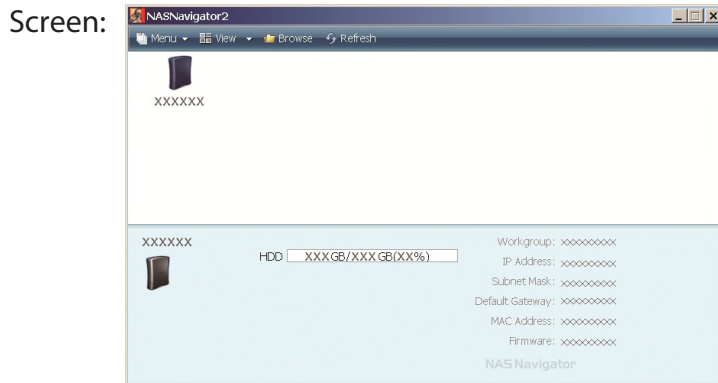 Screen:
NASNavigator2
Menu View Browse Refresh
XXXXXX
XXXXXX
HDD XXXGB/XXXGB(XX%)
Workgroup: xxxxxxxxx
IP Address: xxxxxxxxx
Subnet Mask: xxxxxxxxx
Default Gateway: xxxxxxxxx
MAC Address: xxxxxxxxx
Firmware: xxxxxxxxx
NASNavigator